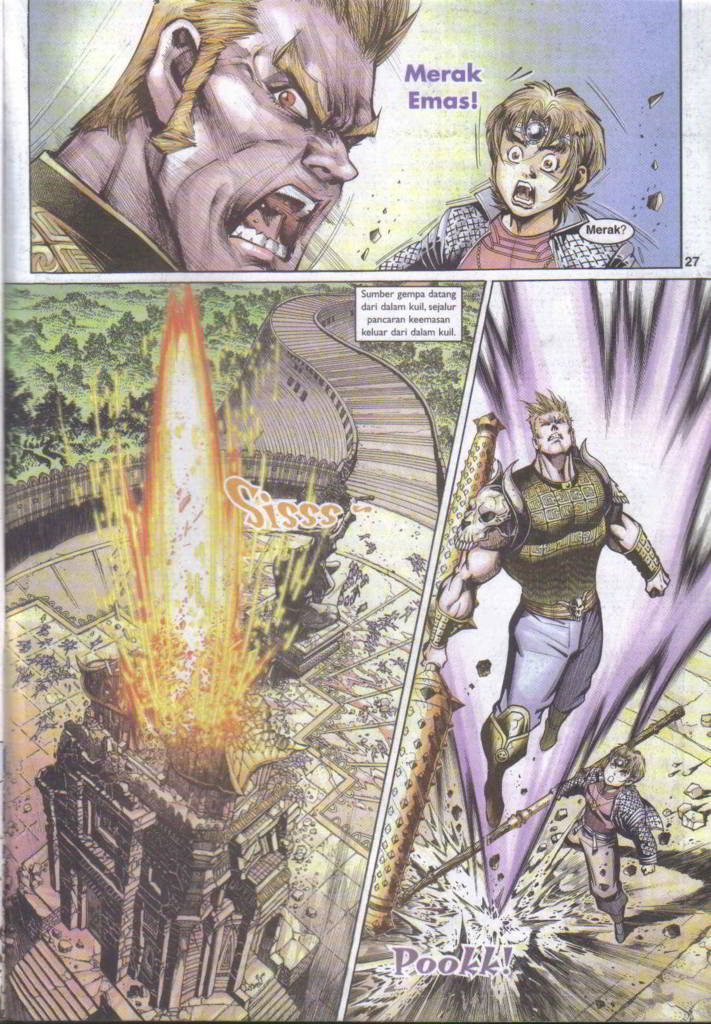 Merak
Emas!
Merak?
27
Sumber gempa datang
dari dalam kuil, sejalur
pancaran keemasan
keluar dari dalam kuil.
Sisss~
Pookk!